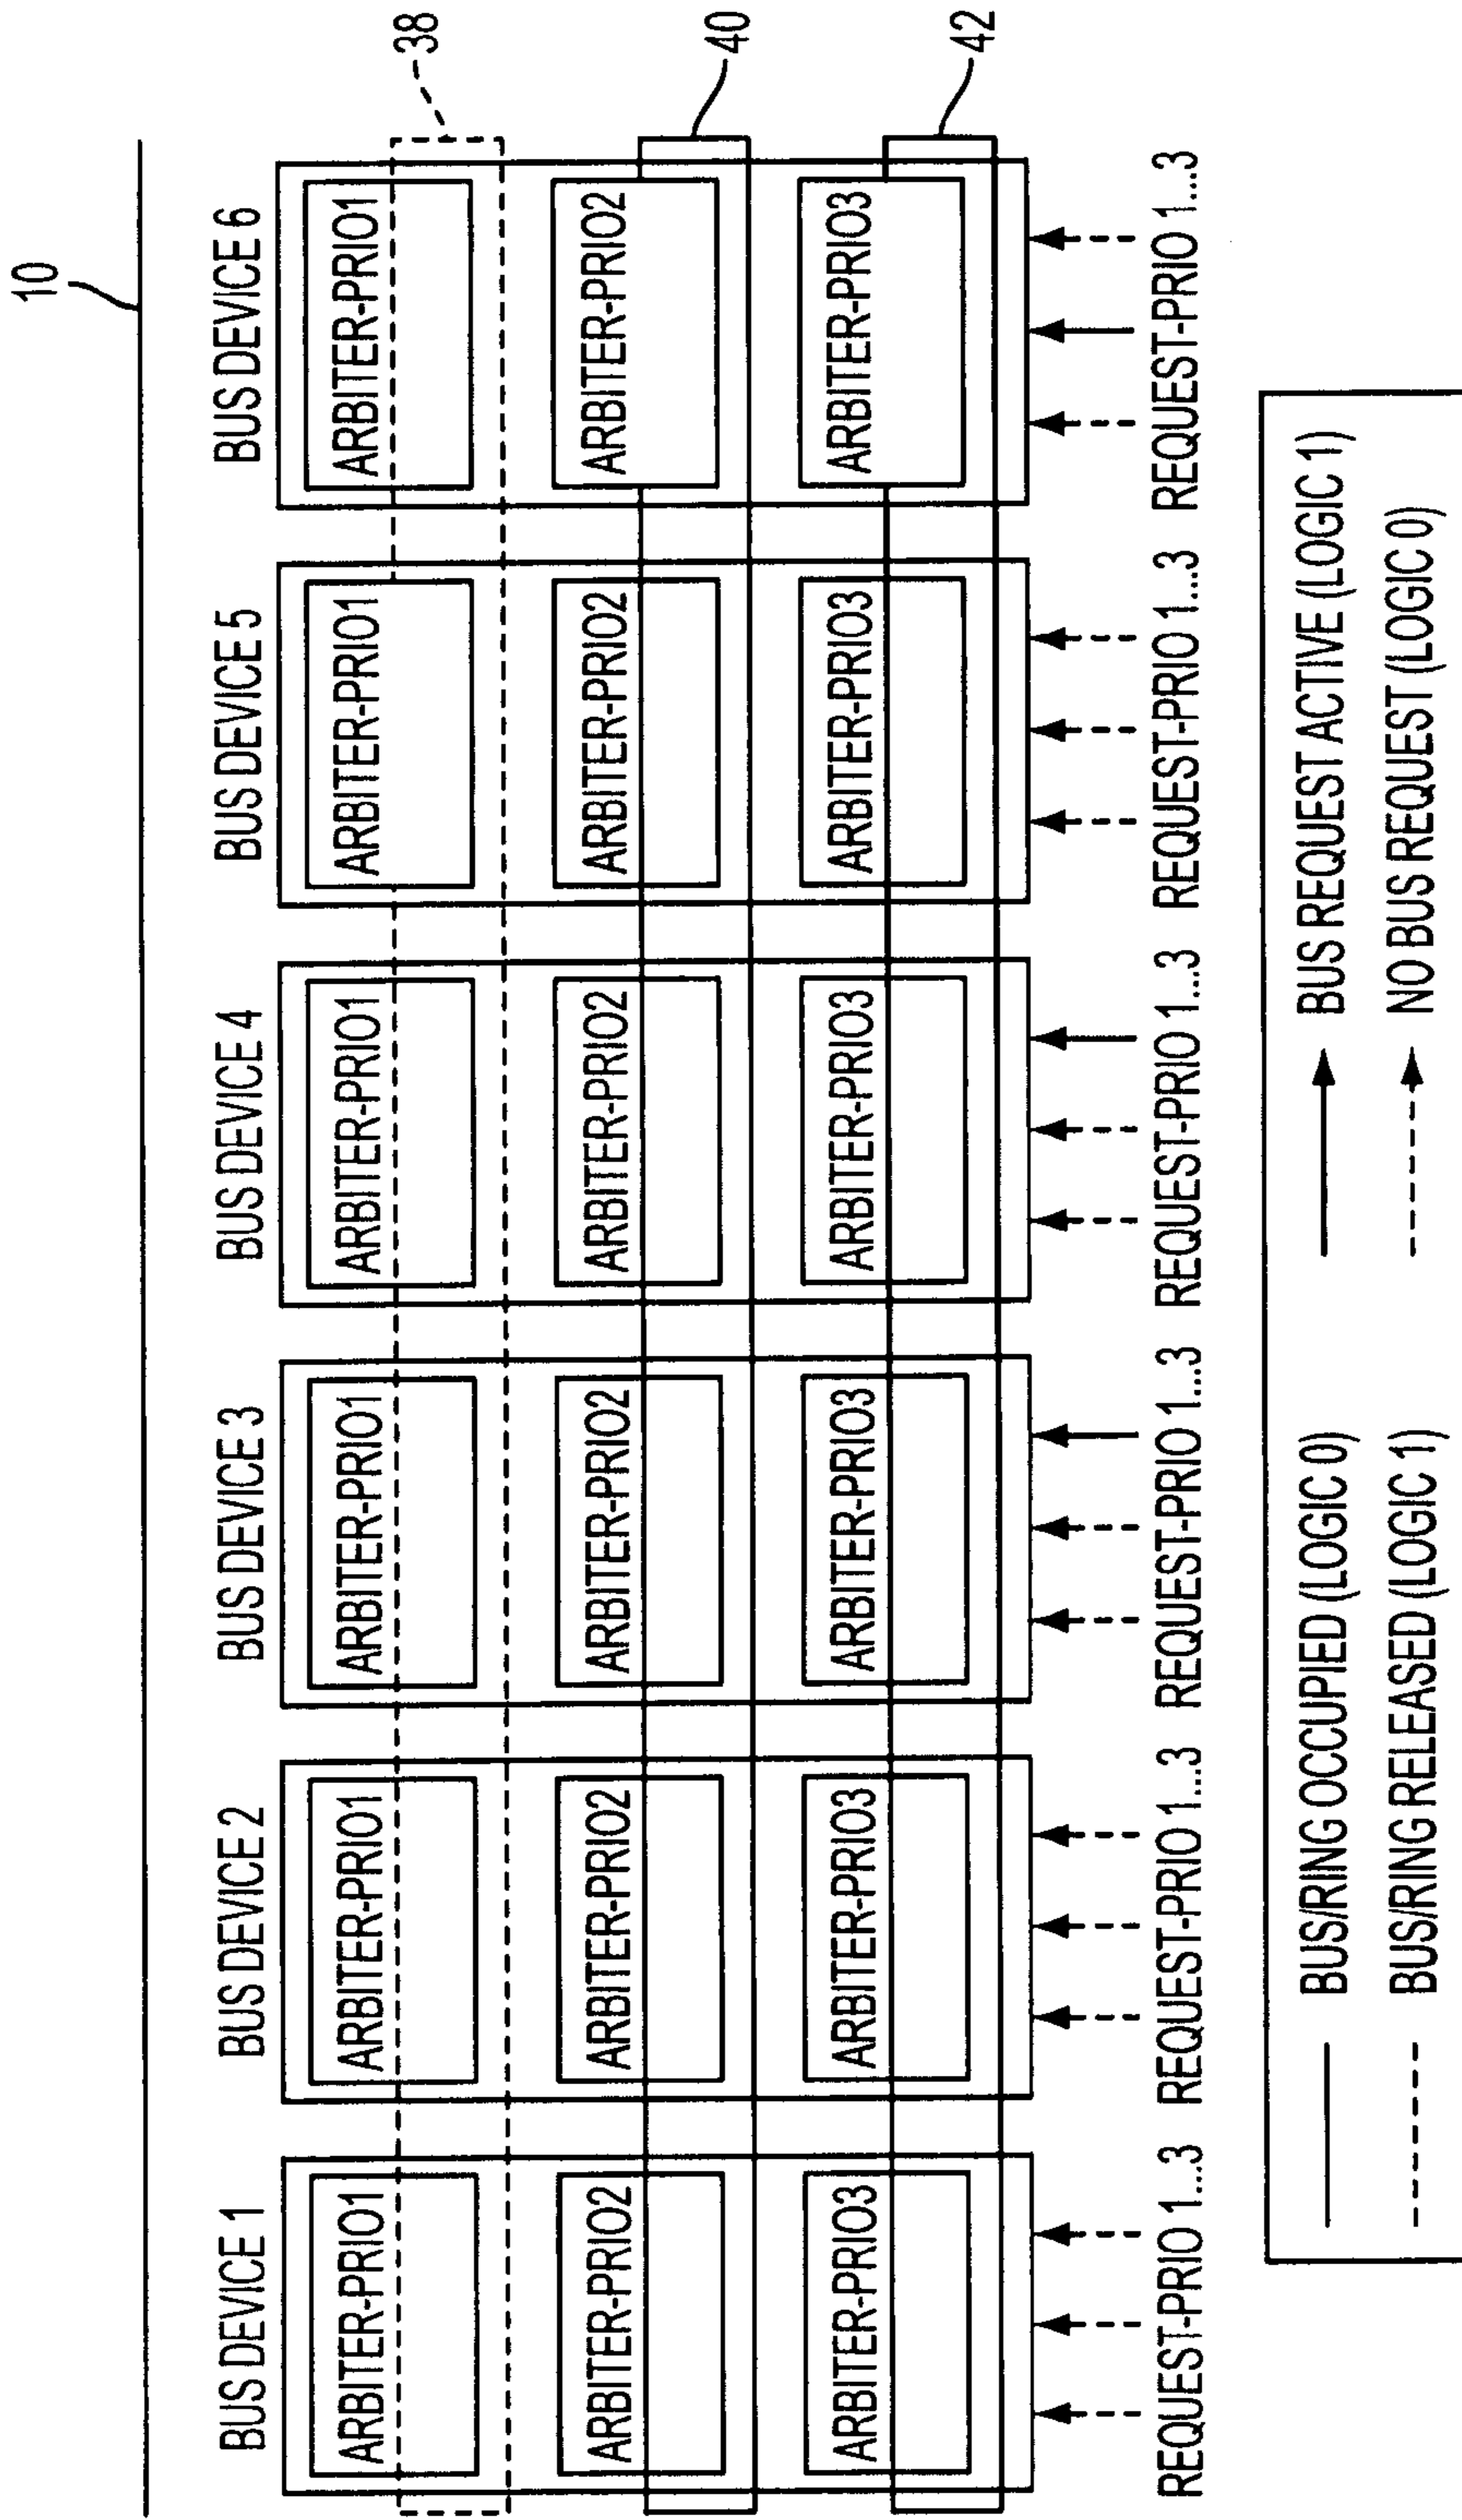 10
BUS DEVICE 1
BUS DEVICE 2
BUS DEVICE 3
BUS DEVICE 4
BUS DEVICE 5
BUS DEVICE 6
ARBITER-PRIO1
ARBITER-PRIO1
ARBITER-PRIO1
ARBITER-PRIO1
ARBITER-PRIO1
ARBITER-PRIO1
38
ARBITER-PRIO2
ARBITER-PRIO2
ARBITER-PRIO2
ARBITER-PRIO2
ARBITER-PRIO2
ARBITER-PRIO2
40
ARBITER-PRIO3
ARBITER-PRIO3
ARBITER-PRIO3
ARBITER-PRIO3
ARBITER-PRIO3
ARBITER-PRIO3
42
REQUEST-PRIO 1...3
REQUEST-PRIO 1...3
REQUEST-PRIO 1...3
REQUEST-PRIO 1...3
REQUEST-PRIO 1...3
REQUEST-PRIO 1...3
BUS/RING OCCUPIED (LOGIC 0)
BUS REQUEST ACTIVE (LOGIC 1)
BUS/RING RELEASED (LOGIC 1)
NO BUS REQUEST (LOGIC 0)